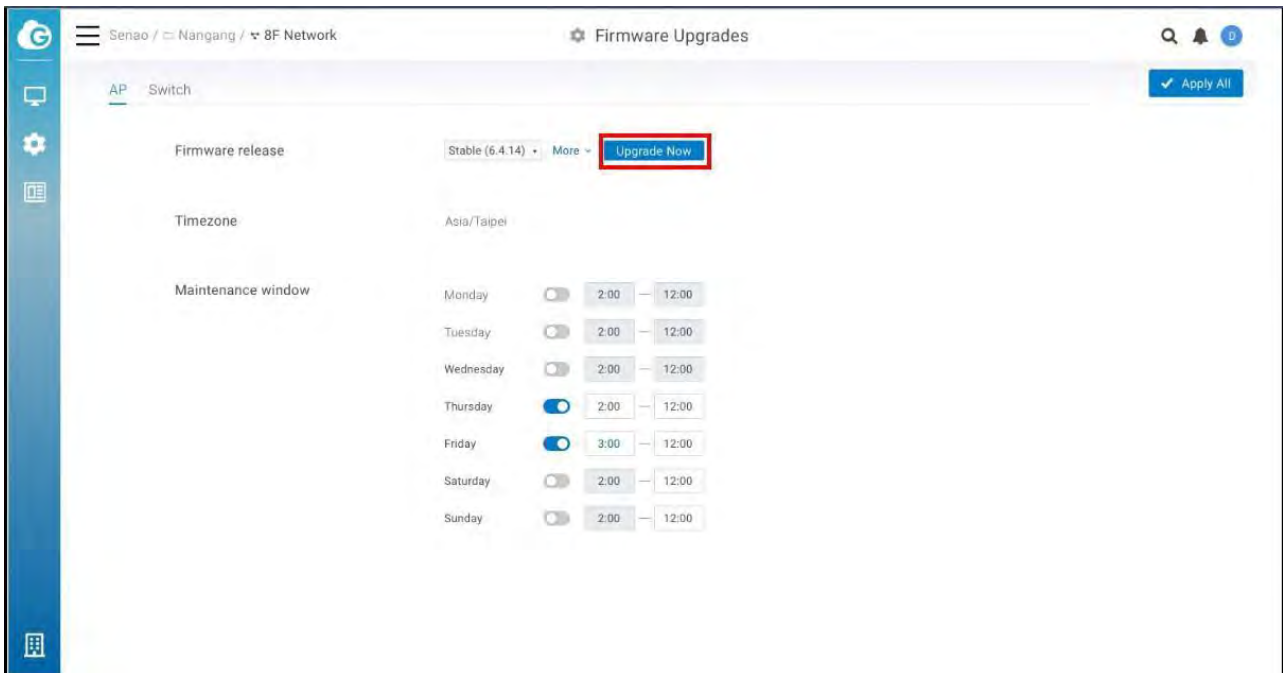 Senao / Nangang / 8F Network
Firmware Upgrades
D
AP Switch
Apply All
Firmware release Stable (6.4.14) More Upgrade Now
Timezone Asia/Taipei
Maintenance window
Monday 2:00 — 12:00
Tuesday 2:00 — 12:00
Wednesday 2:00 — 12:00
Thursday 2:00 — 12:00
Friday 3:00 — 12:00
Saturday 2:00 — 12:00
Sunday 2:00 — 12:00